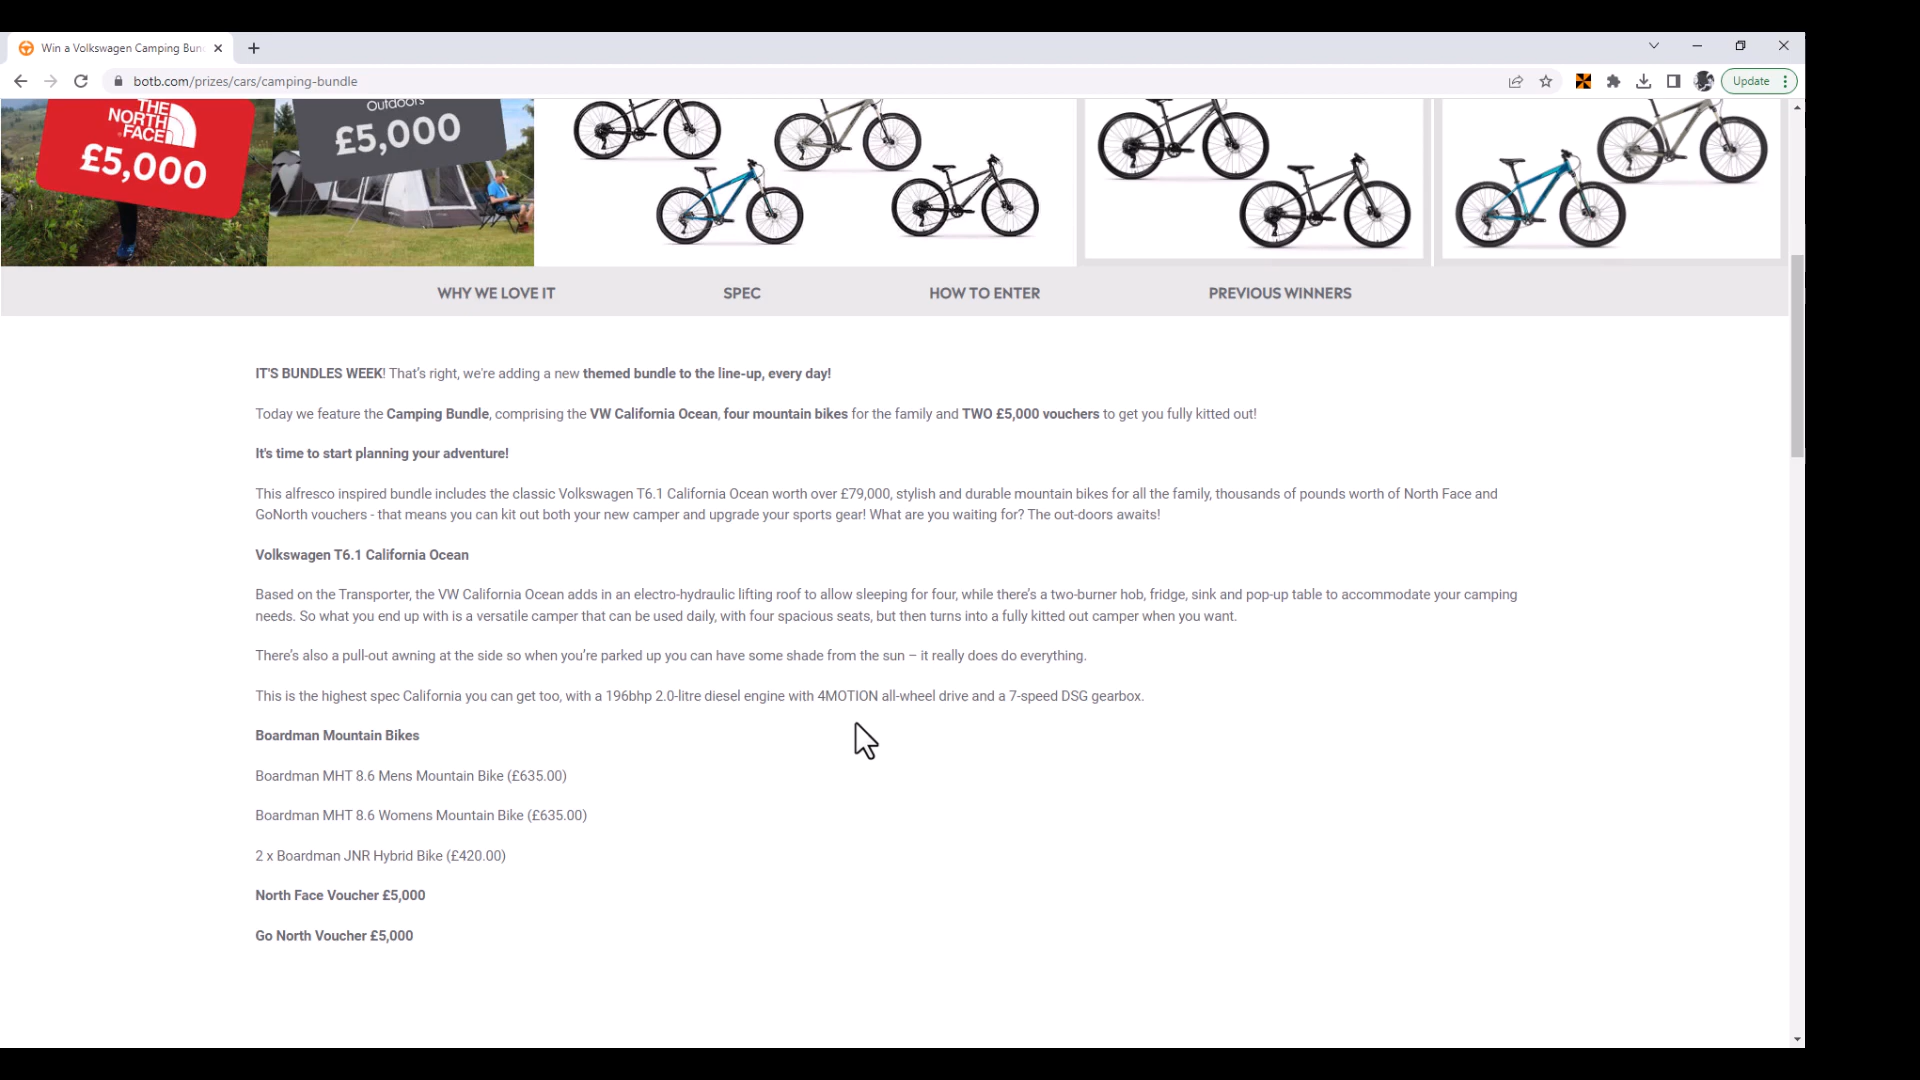 Win a Volkswagen Camping Bun
botb.com/prizes/cars/camping-bundle
Update
THE
NORTH
FACE
£5,000
Outdoors
£5,000
WHY WE LOVE IT
SPEC
HOW TO ENTER
PREVIOUS WINNERS
IT'S BUNDLES WEEK! That's right, we're adding a new themed bundle to the line-up, every day!
Today we feature the Camping Bundle, comprising the VW California Ocean, four mountain bikes for the family and TWO £5,000 vouchers to get you fully kitted out!
It's time to start planning your adventure!
This alfresco inspired bundle includes the classic Volkswagen T6.1 California Ocean worth over £79,000, stylish and durable mountain bikes for all the family, thousands of pounds worth of North Face and
GoNorth vouchers - that means you can kit out both your new camper and upgrade your sports gear! What are you waiting for? The out-doors awaits!
Volkswagen T6.1 California Ocean
Based on the Transporter, the VW California Ocean adds in an electro-hydraulic lifting roof to allow sleeping for four, while there's a two-burner hob, fridge, sink and pop-up table to accommodate your camping
needs. So what you end up with is a versatile camper that can be used daily, with four spacious seats, but then turns into a fully kitted out camper when you want.
There's also a pull-out awning at the side so when you're parked up you can have some shade from the sun – it really does do everything.
This is the highest spec California you can get too, with a 196bhp 2.0-litre diesel engine with 4MOTION all-wheel drive and a 7-speed DSG gearbox.
Boardman Mountain Bikes
Boardman MHT 8.6 Mens Mountain Bike (£635.00)
Boardman MHT 8.6 Womens Mountain Bike (£635.00)
2 x Boardman JNR Hybrid Bike (£420.00)
North Face Voucher £5,000
Go North Voucher £5,000